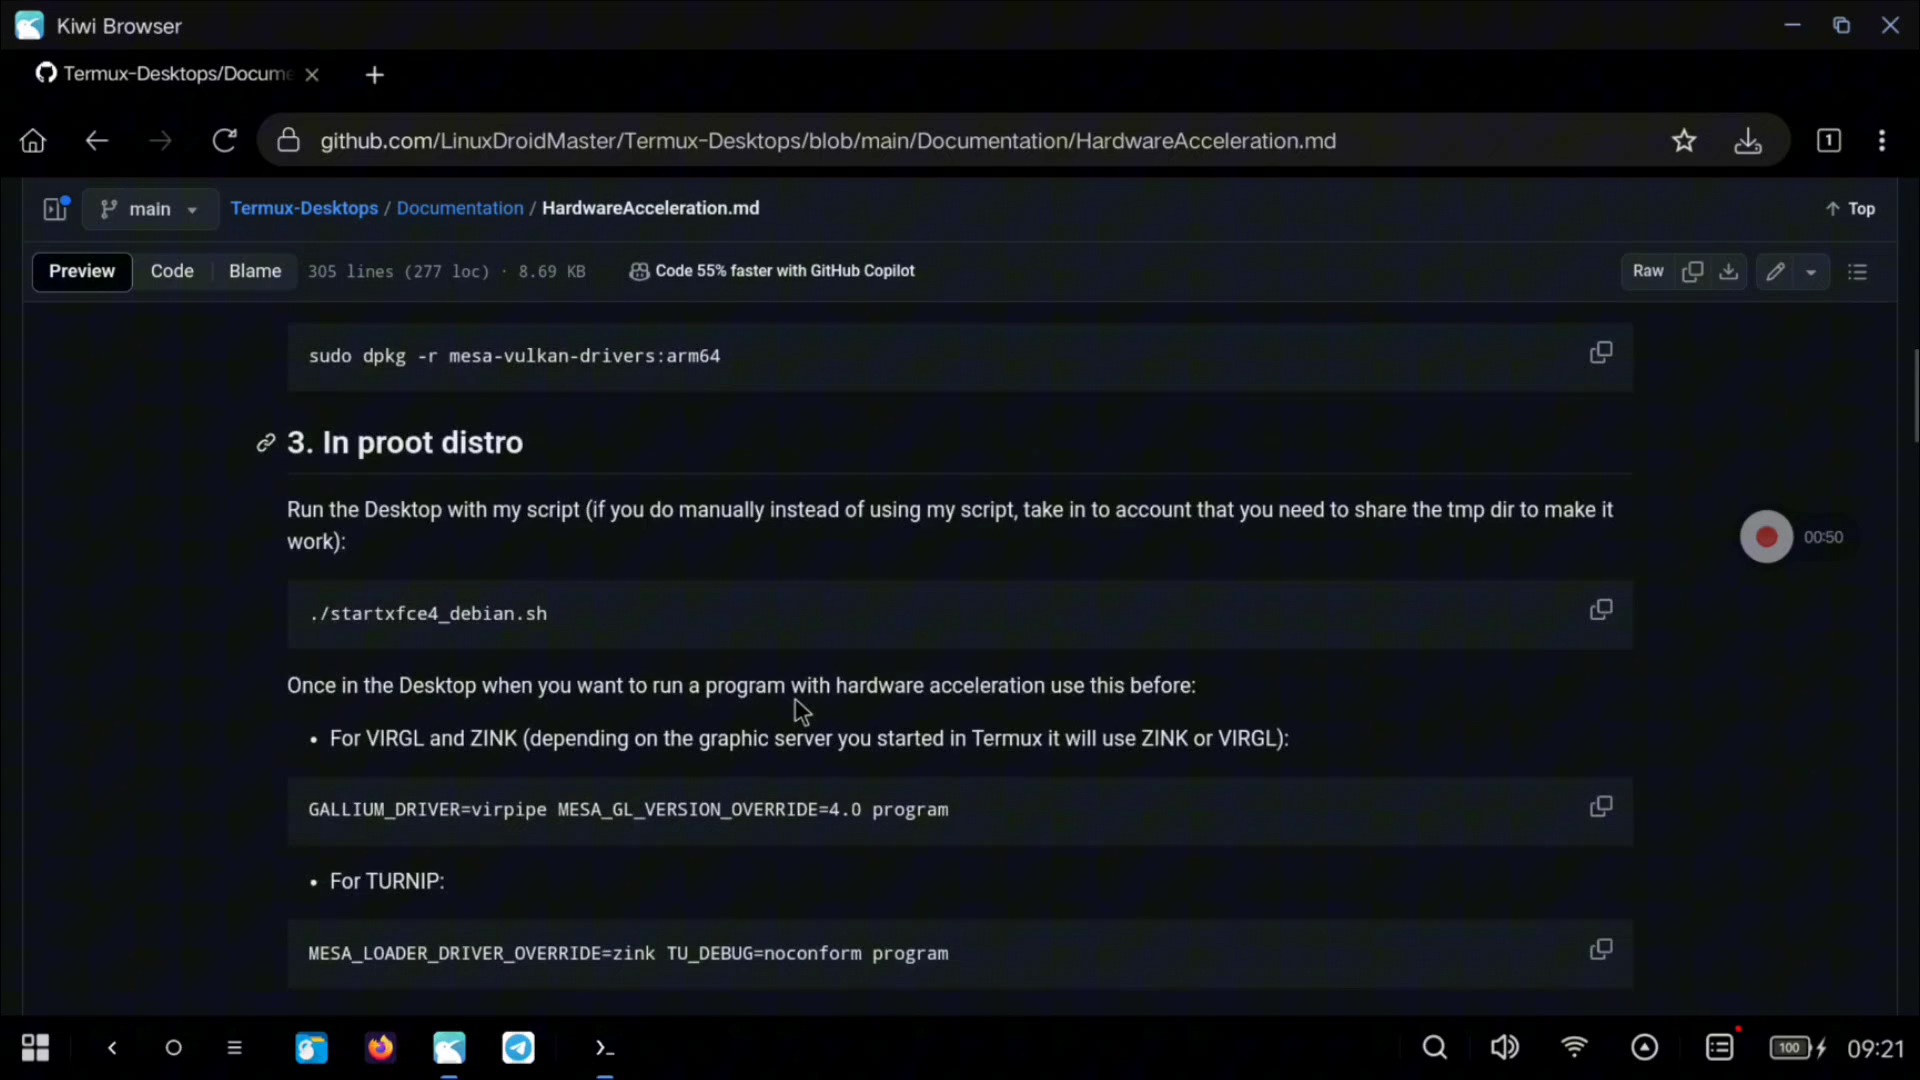 Kiwi Browser
Termux-Desktops/Docume
github.com/LinuxDroidMaster/Termux-Desktops/blob/main/Documentation/HardwareAcceleration.md
1
main
Termux-Desktops / Documentation / HardwareAcceleration.md
Top
Preview Code Blame 305 lines (277 loc) · 8.69 KB Code 55% faster with GitHub Copilot Raw
sudo dpkg -r mesa-vulkan-drivers:arm64
3. In proot distro
Run the Desktop with my script (if you do manually instead of using my script, take in to account that you need to share the tmp dir to make it
work):
00:50
./startxfce4_debian.sh
Once in the Desktop when you want to run a program with hardware acceleration use this before:
• For VIRGL and ZINK (depending on the graphic server you started in Termux it will use ZINK or VIRGL):
GALLIUM_DRIVER=virpipe MESA_GL_VERSION_OVERRIDE=4.0 program
• For TURNIP:
MESA_LOADER_DRIVER_OVERRIDE=zink TU_DEBUG=noconform program
100 09:21